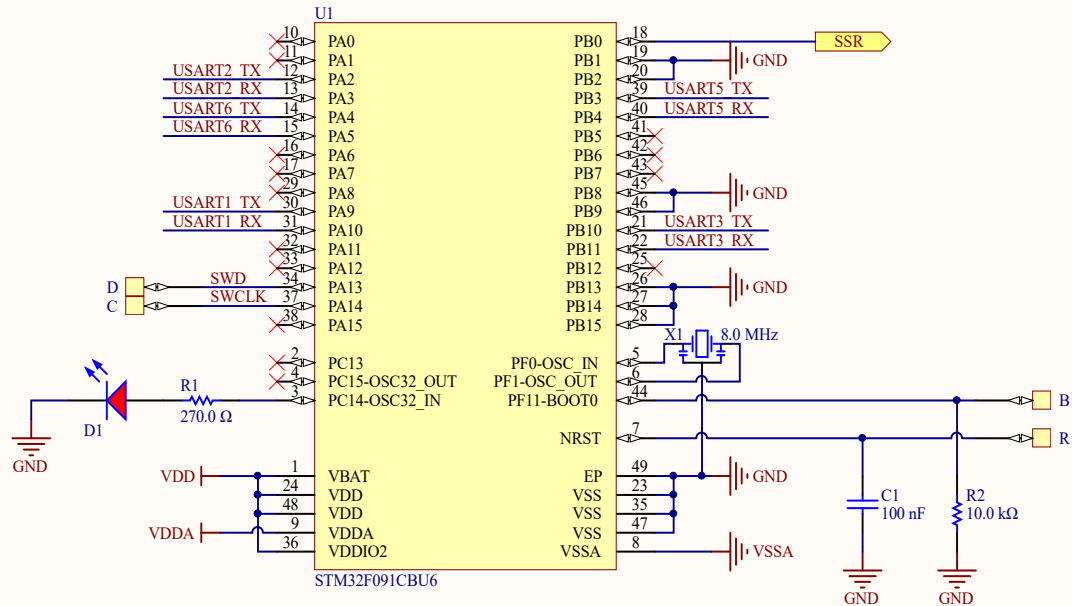 U1
10 PA0 PB0 18 SSR
11 PA1 PB1 19 GND
USART2_TX 12 PA2 PB2 20
USART2_RX 13 PA3 PB3 39 USART5_TX
USART6_TX 14 PA4 PB4 40 USART5_RX
USART6_RX 15 PA5 PB5 41
16 PA6 PB6 42
17 PA7 PB7 43
29 PA8 PB8 45 GND
USART1_TX 30 PA9 PB9 46
USART1_RX 31 PA10 PB10 21 USART3_TX
32 PA11 PB11 22 USART3_RX
33 PA12 PB12 25
D SWD 34 PA13 PB13 26 GND
C SWCLK 37 PA14 PB14 27
38 PA15 PB15 28
X1 8.0 MHz
2 PC13 PF0-OSC_IN 5
4 PC15-OSC32_OUT PF1-OSC_OUT 6
R1 3 PC14-OSC32_IN PF11-BOOT0 44 B
270.0 Ω
D1
NRST 7 R
GND
VDD 1 VBAT EP 49 GND
24 VDD VSS 23
48 VDD VSS 35
C1 R2
100 nF 10.0 kΩ
VDDA 9 VDDA VSS 47
36 VDDIO2 VSSA 8 VSSA
STM32F091CBU6
GND GND